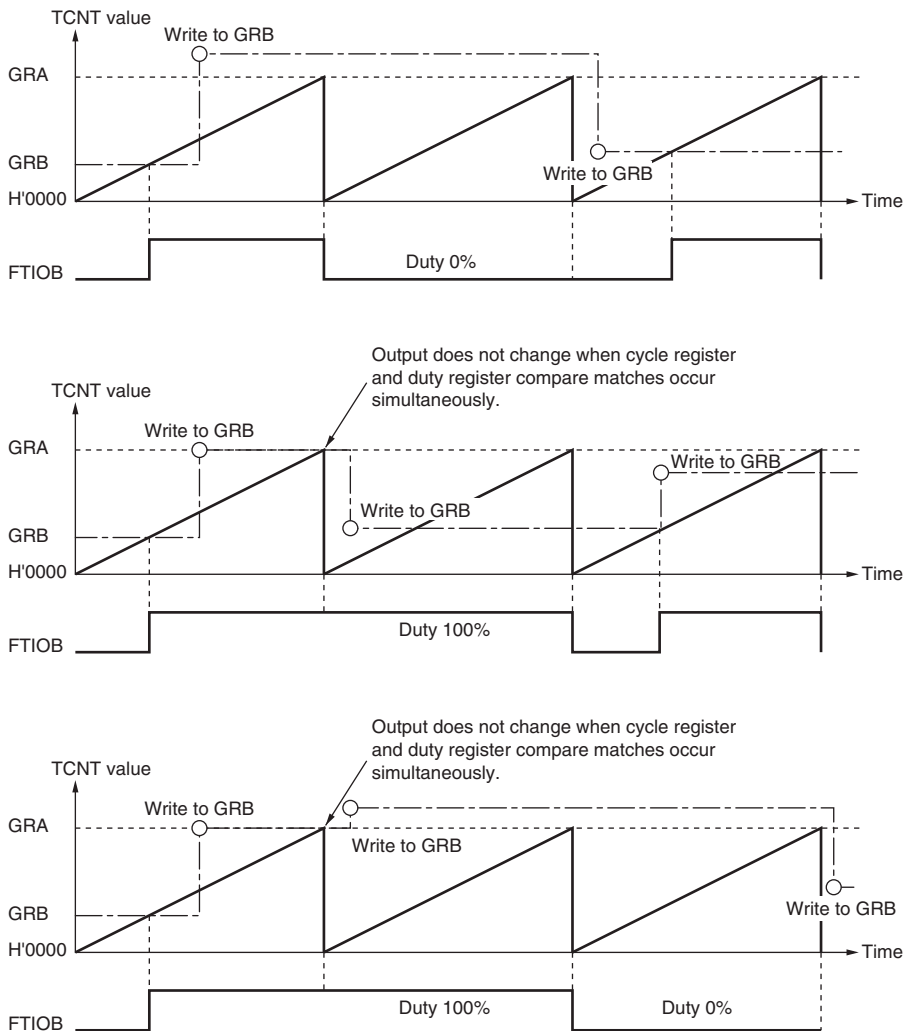 TCNT value
Write to GRB
GRA
GRB
Write to GRB
H'0000
Time
Duty 0%
FTIOB
Output does not change when cycle register
and duty register compare matches occur
simultaneously.
TCNT value
Write to GRB
GRA
Write to GRB
Write to GRB
GRB
H'0000
Time
Duty 100%
FTIOB
Output does not change when cycle register
and duty register compare matches occur
simultaneously.
TCNT value
Write to GRB
GRA
Write to GRB
GRB
Write to GRB
H'0000
Time
Duty 100%
Duty 0%
FTIOB